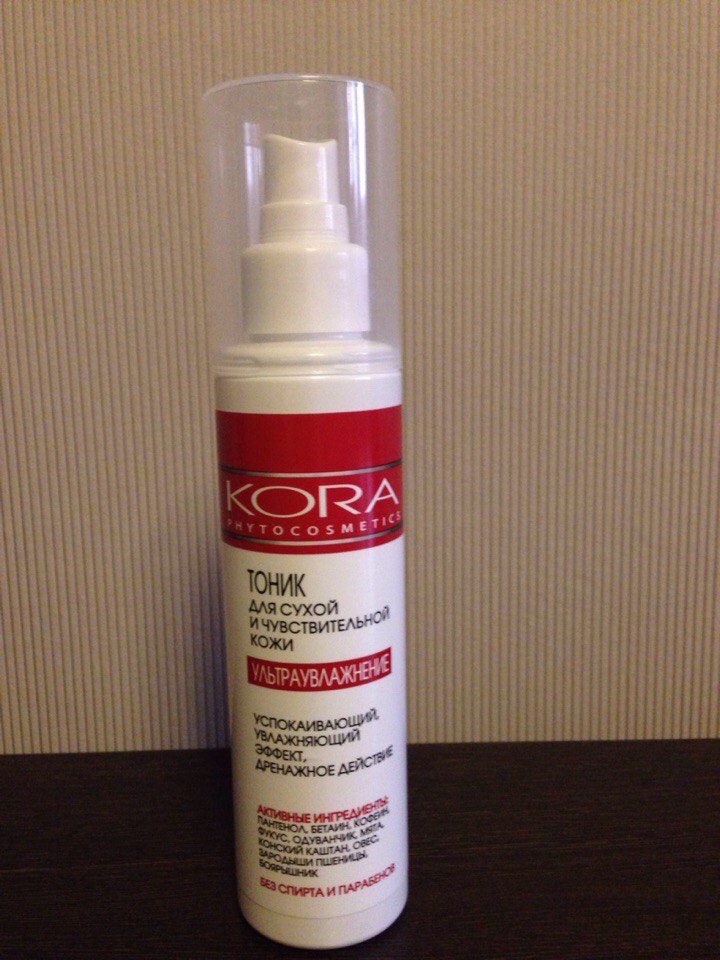 KORA
PHYTOCOSMETICS
ТОНИК
ДЛЯ СУХОЙ
И ЧУВСТВИТЕЛЬНОЙ
КОЖИ
УЛЬТРАУВЛАЖНЕНИЕ
УСПОКАИВАЮЩИЙ,
УВЛАЖНЯЮЩИЙ
ЭФФЕКТ,
ДРЕНАЖНОЕ ДЕЙСТВИЕ
АКТИВНЫЕ ИНГРЕДИЕНТЫ:
ПАНТЕНОЛ, БЕТАИН, КОФЕИН,
ФУКУС, ОДУВАНЧИК, МЯТА,
КОНСКИЙ КАШТАН, ОВЕС,
ЗАРОДЫШИ ПШЕНИЦЫ,
БОЯРЫШНИК
БЕЗ СПИРТА И ПАРАБЕНОВ